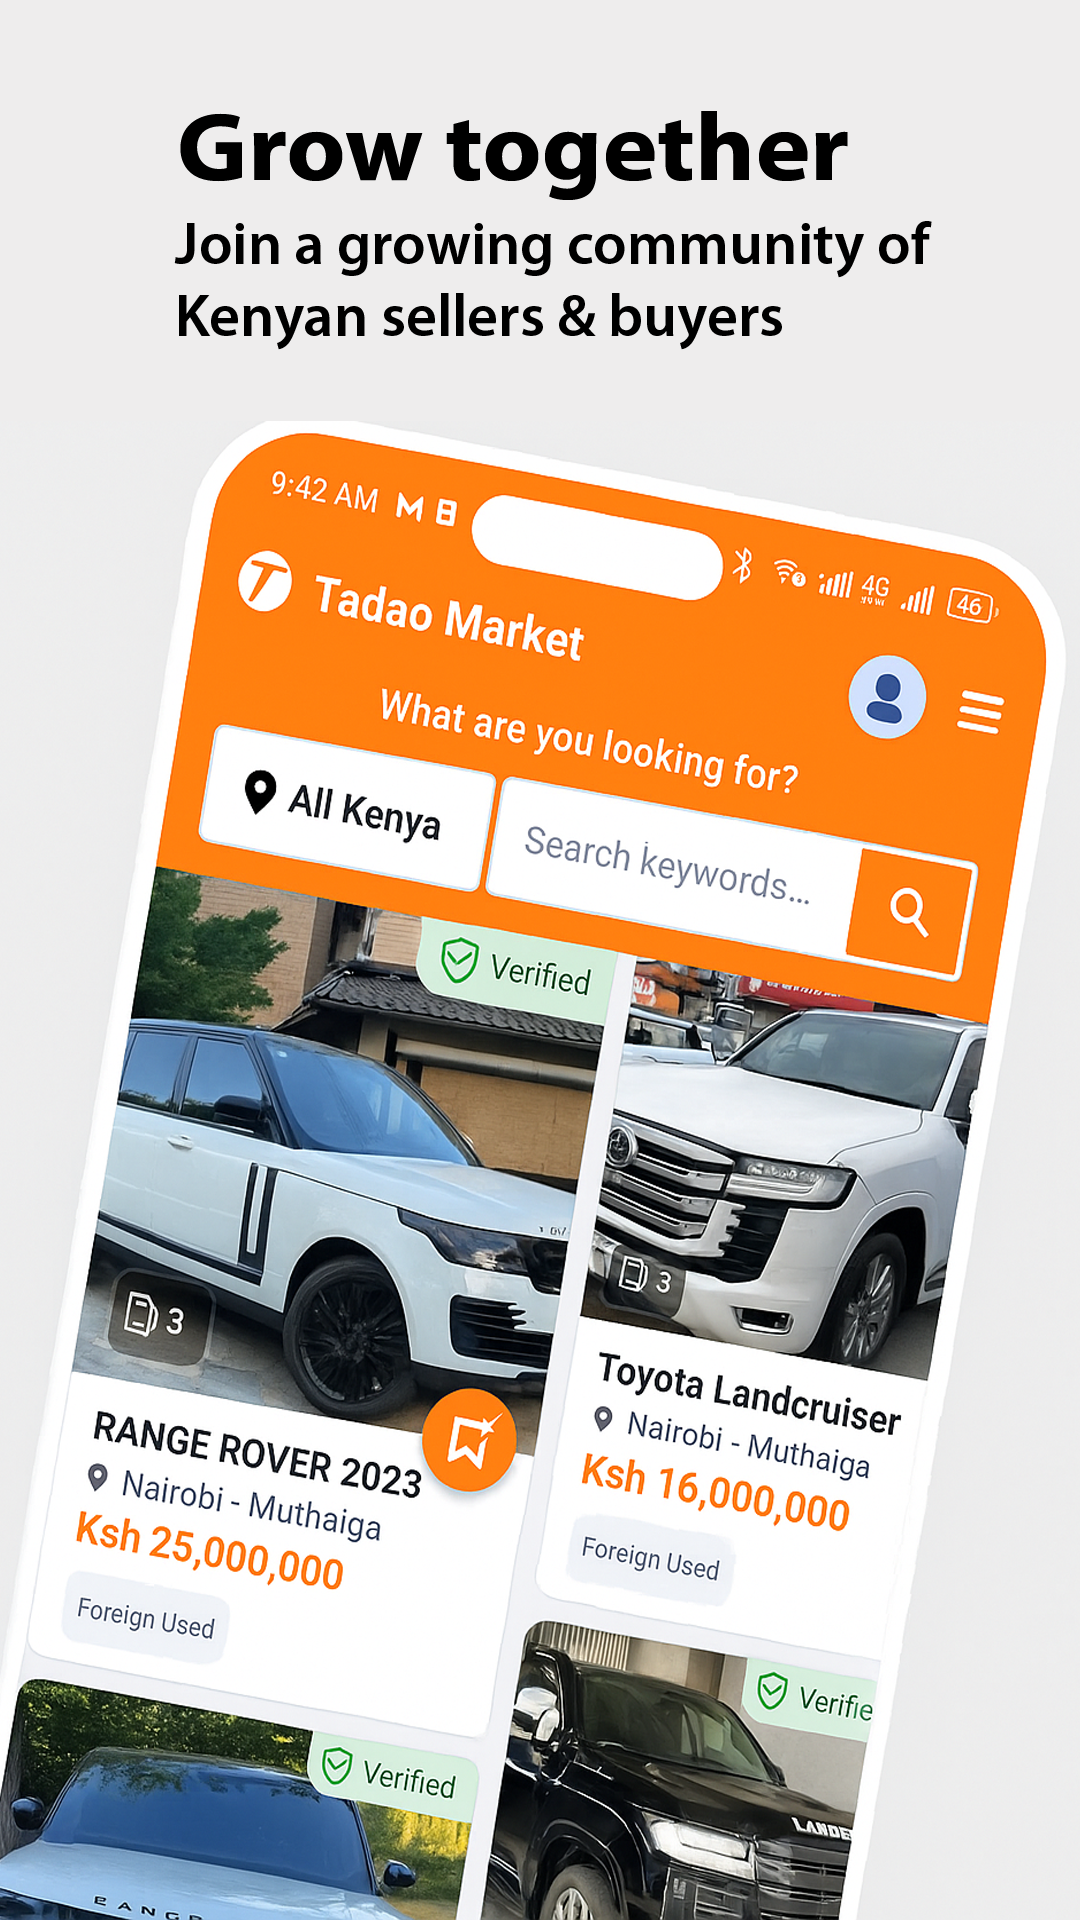 Grow together
Join a growing community of
Kenyan sellers & buyers
9:42 AM
4G
46
Tadao Market
What are you looking for?
All Kenya
Search keywords...
Verified
3
3
RANGE ROVER 2023
Nairobi - Muthaiga
Ksh 25,000,000
Foreign Used
Toyota Landcruiser
Nairobi - Muthaiga
Ksh 16,000,000
Foreign Used
Verified
Verifie